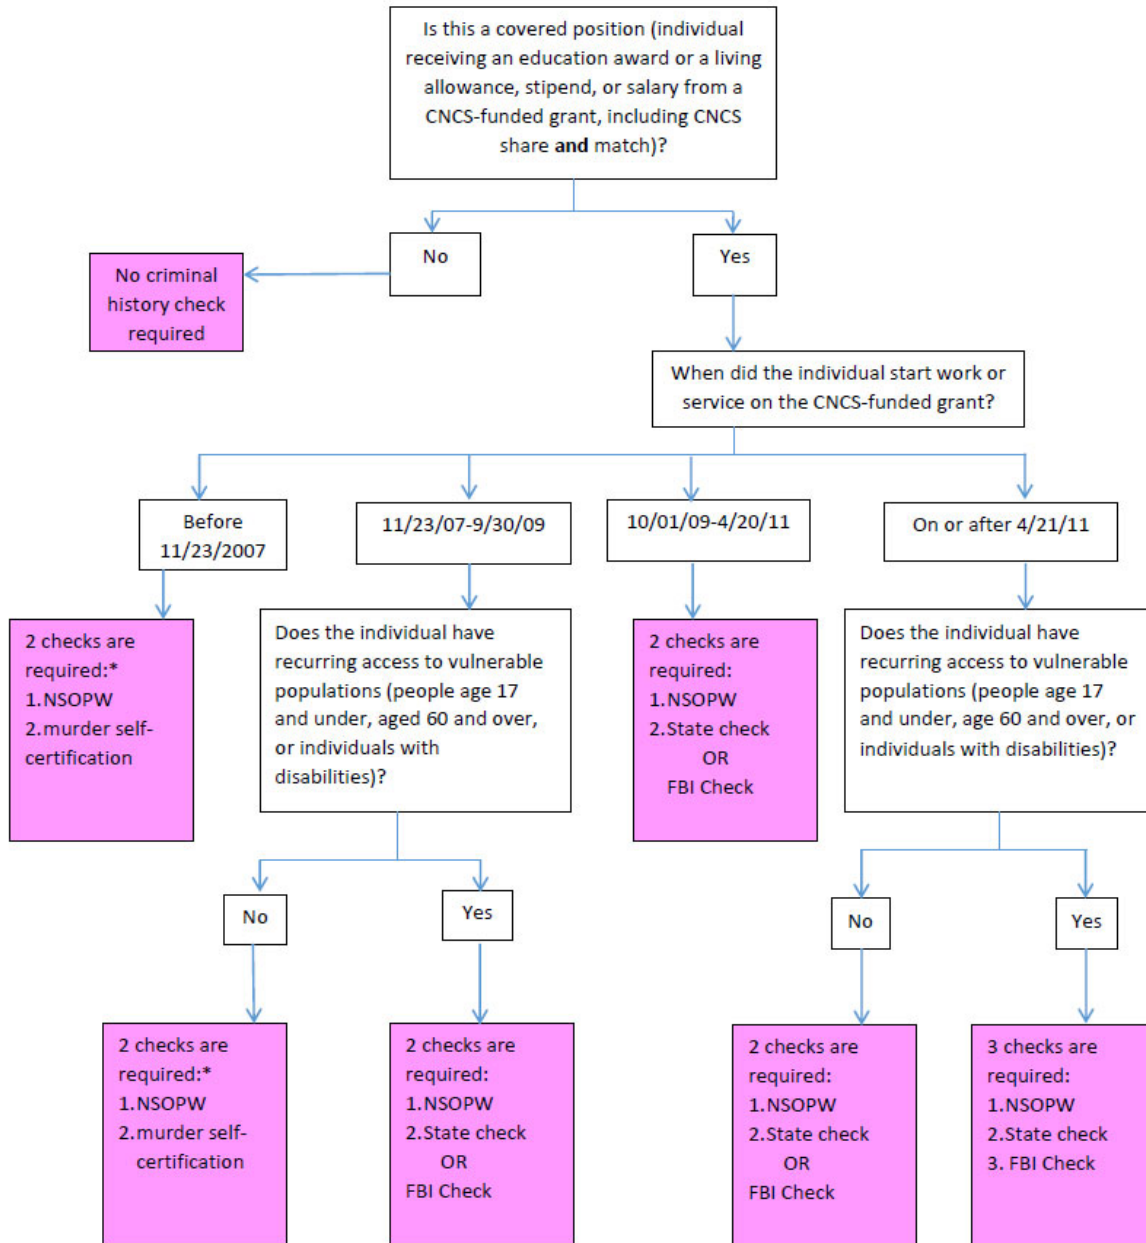 Is this a covered position (individual
receiving an education award or a living
allowance, stipend, or salary from a
CNCS-funded grant, including CNCS
share and match)?
No
Yes
No criminal
history check
required
When did the individual start work or
service on the CNCS-funded grant?
Before
11/23/2007
11/23/07-9/30/09
10/01/09-4/20/11
On or after 4/21/11
2 checks are
required:*
1.NSOPW
2.murder self-
certification
Does the individual have
recurring access to vulnerable
populations (people age 17
and under, aged 60 and over,
or individuals with
disabilities)?
2 checks are
required:
1.NSOPW
2.State check
OR
FBI Check
Does the individual have
recurring access to vulnerable
populations (people age 17
and under, age 60 and over, or
individuals with disabilities)?
No
Yes
No
Yes
2 checks are
required:*
1.NSOPW
2.murder self-
certification
2 checks are
required:
1.NSOPW
2.State check
OR
FBI Check
2 checks are
required:
1.NSOPW
2.State check
OR
FBI Check
3 checks are
required:
1.NSOPW
2.State check
3. FBI Check